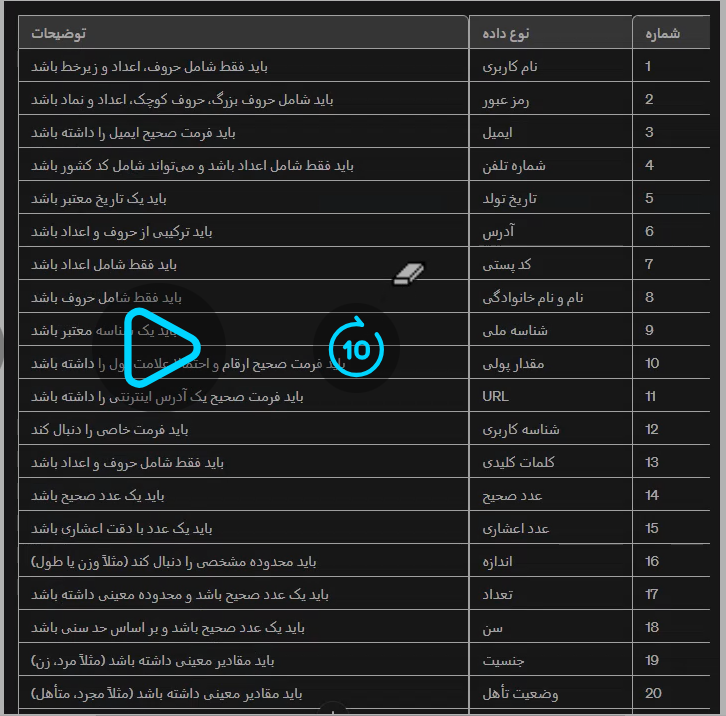 شماره نوع داده توضیحات
1 نام کاربری باید فقط شامل حروف، اعداد و زیرخط باشد
2 رمز عبور باید شامل حروف بزرگ، حروف کوچک، اعداد و نماد باشد
3 ایمیل باید فرمت صحیح ایمیل را داشته باشد
4 شماره تلفن باید فقط شامل اعداد باشد و می‌تواند شامل کد کشور باشد
5 تاریخ تولد باید یک تاریخ معتبر باشد
6 آدرس باید ترکیبی از حروف و اعداد باشد
7 کد پستی باید فقط شامل اعداد باشد
8 نام و نام خانوادگی باید فقط شامل حروف باشد
9 شناسه ملی باید یک شناسه معتبر باشد
10 مقدار پولی باید فرمت صحیح ارقام و احتمالا علامت پول را داشته باشد
11 URL باید فرمت صحیح یک آدرس اینترنتی را داشته باشد
12 شناسه کاربری باید فرمت خاصی را دنبال کند
13 کلمات کلیدی باید فقط شامل حروف و اعداد باشد
14 عدد صحیح باید یک عدد صحیح باشد
15 عدد اعشاری باید یک عدد با دقت اعشاری باشد
16 اندازه باید محدوده مشخصی را دنبال کند (مثلاً وزن یا طول)
17 تعداد باید یک عدد صحیح باشد و محدوده معینی داشته باشد
18 سن باید یک عدد صحیح باشد و بر اساس حد سنی باشد
19 جنسیت باید مقادیر معینی داشته باشد (مثلاً مرد، زن)
20 وضعیت تأهل باید مقادیر معینی داشته باشد (مثلاً مجرد، متأهل)
10